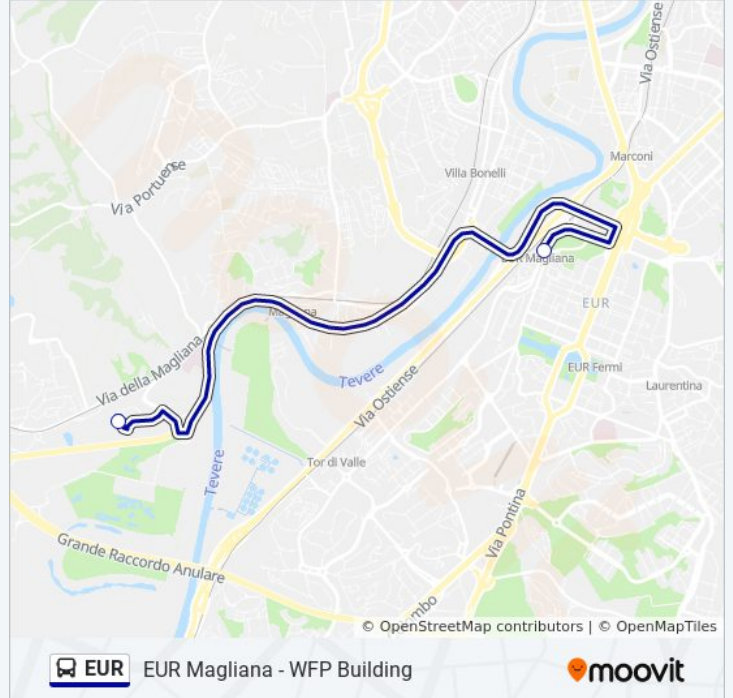 Via Ostiense
Marconi
Villa Bonelli
Via Portuense
EUR Magliana
Magliana
EUR
Via della Magliana
Tevere
EUR Fermi
Laurentina
Via Ostiense
Tor di Valle
Tevere
Via Pontina
Grande Raccordo Anulare
© OpenStreetMap contributors | © OpenMapTiles
EUR EUR Magliana - WFP Building
moovit